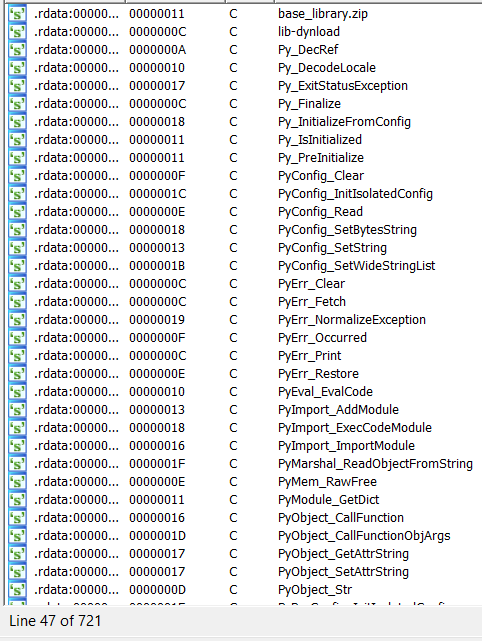 's' .rdata:00000... 00000011 C base_library.zip
's' .rdata:00000... 0000000C C lib-dynload
's' .rdata:00000... 0000000A C Py_DecRef
's' .rdata:00000... 00000010 C Py_DecodeLocale
's' .rdata:00000... 00000017 C Py_ExitStatusException
's' .rdata:00000... 0000000C C Py_Finalize
's' .rdata:00000... 00000018 C Py_InitializeFromConfig
's' .rdata:00000... 00000011 C Py_IsInitialized
's' .rdata:00000... 00000011 C Py_PreInitialize
's' .rdata:00000... 0000000F C PyConfig_Clear
's' .rdata:00000... 0000001C C PyConfig_InitIsolatedConfig
's' .rdata:00000... 0000000E C PyConfig_Read
's' .rdata:00000... 00000018 C PyConfig_SetBytesString
's' .rdata:00000... 00000013 C PyConfig_SetString
's' .rdata:00000... 0000001B C PyConfig_SetWideStringList
's' .rdata:00000... 0000000C C PyErr_Clear
's' .rdata:00000... 0000000C C PyErr_Fetch
's' .rdata:00000... 00000019 C PyErr_NormalizeException
's' .rdata:00000... 0000000F C PyErr_Occurred
's' .rdata:00000... 0000000C C PyErr_Print
's' .rdata:00000... 0000000E C PyErr_Restore
's' .rdata:00000... 00000010 C PyEval_EvalCode
's' .rdata:00000... 00000013 C PyImport_AddModule
's' .rdata:00000... 00000018 C PyImport_ExecCodeModule
's' .rdata:00000... 00000016 C PyImport_ImportModule
's' .rdata:00000... 0000001F C PyMarshal_ReadObjectFromString
's' .rdata:00000... 0000000E C PyMem_RawFree
's' .rdata:00000... 00000011 C PyModule_GetDict
's' .rdata:00000... 00000016 C PyObject_CallFunction
's' .rdata:00000... 0000001D C PyObject_CallFunctionObjArgs
's' .rdata:00000... 00000017 C PyObject_GetAttrString
's' .rdata:00000... 00000017 C PyObject_SetAttrString
's' .rdata:00000... 0000000D C PyObject_Str
Line 47 of 721